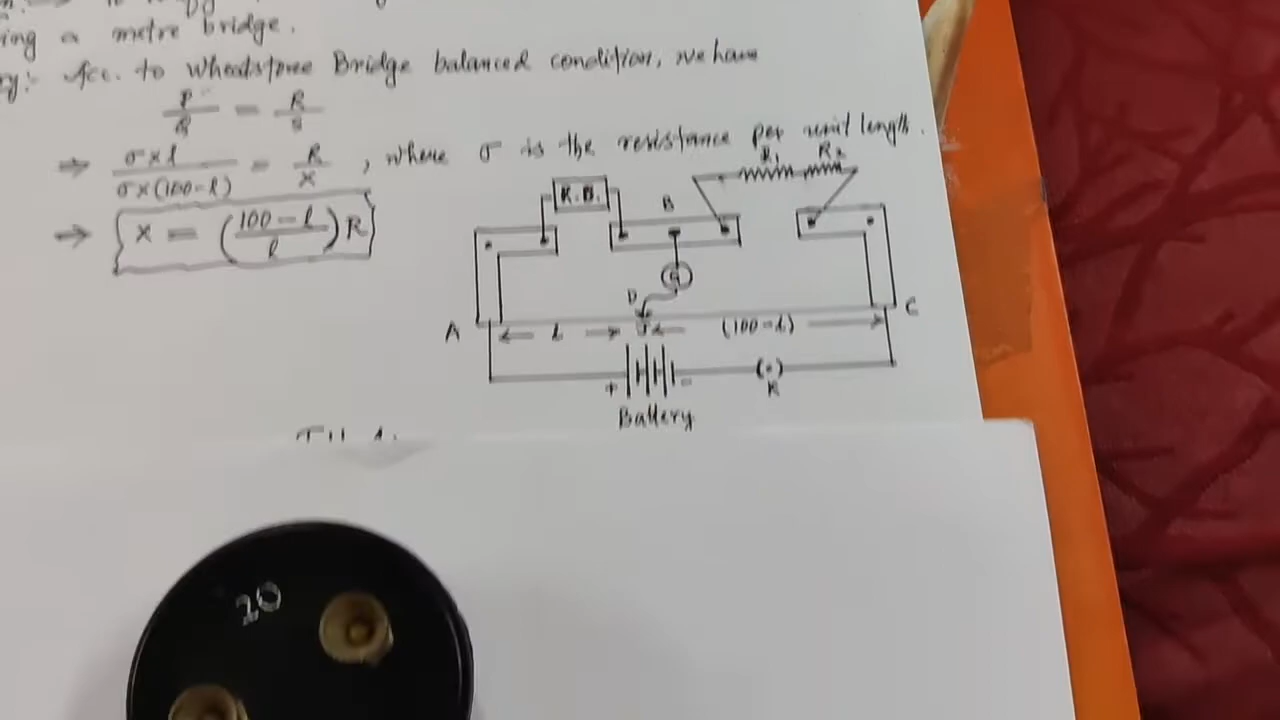 ing a metre bridge.
Acc. to Wheatstone Bridge balanced condition, we have
P/Q = R/S
⇒ σ×l / σ×(100-l) = R/X , where σ is the resistance per unit length.
⇒ X = ((100-l)/l) R
R1 R2
R.B.
B
G
D
A l (100-l) C
+ -
K
Battery
20